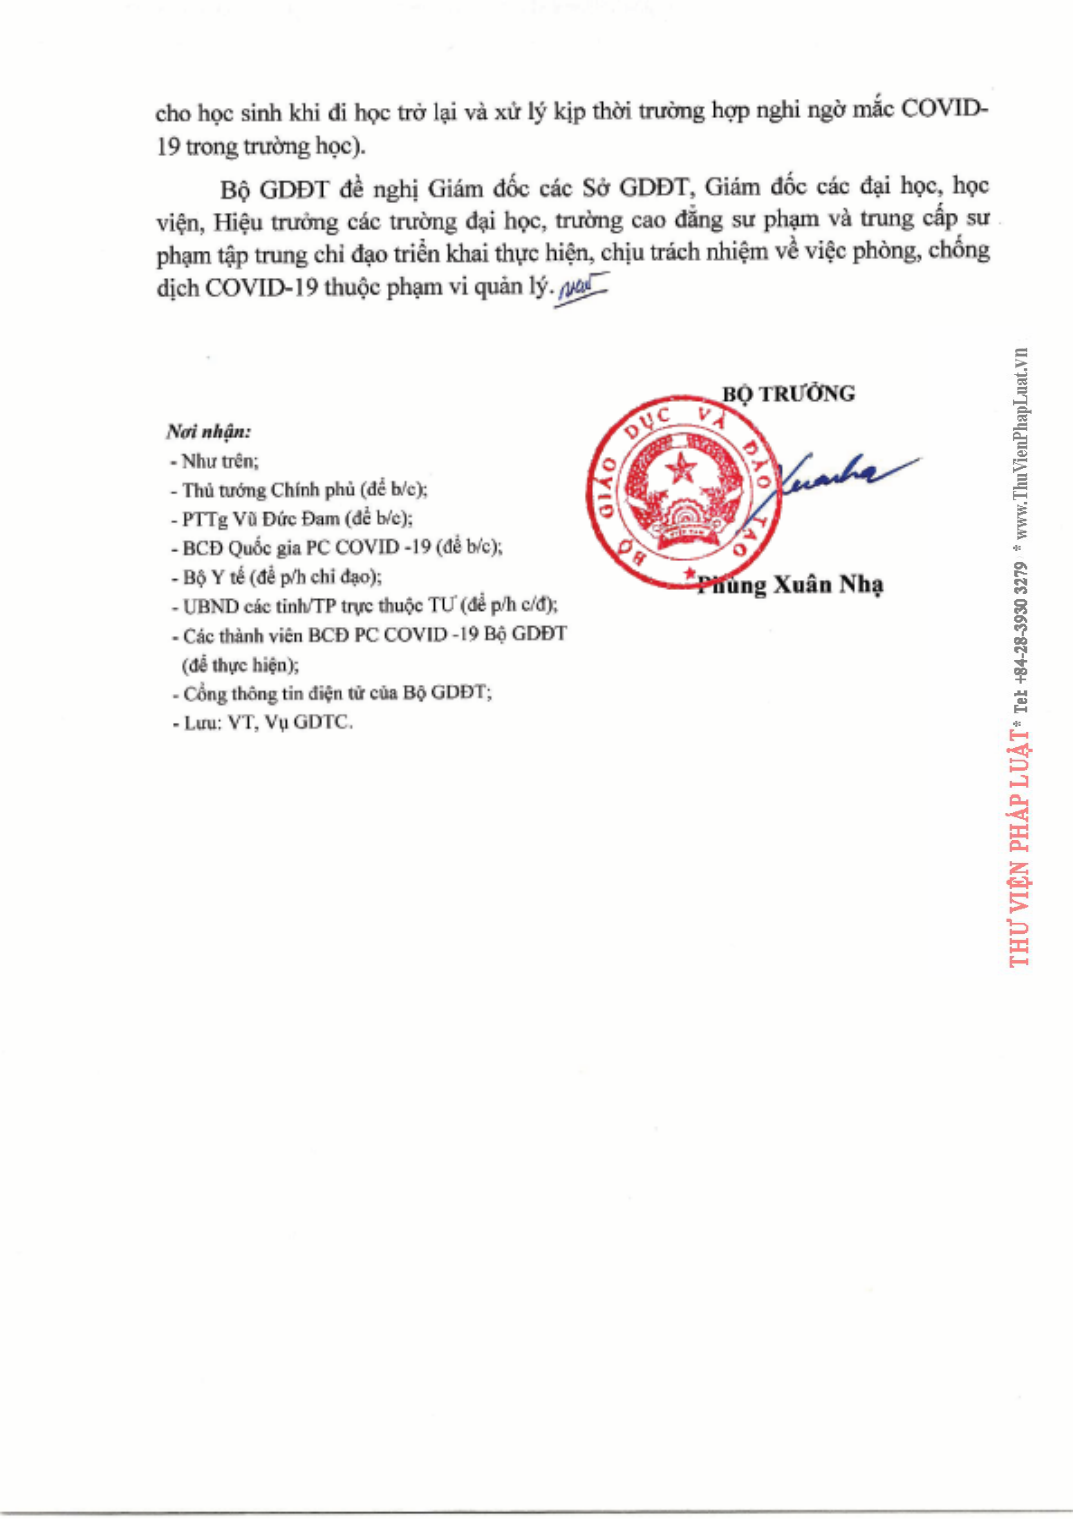 cho học sinh khi đi học trở lại và xử lý kịp thời trường hợp nghi ngờ mắc COVID-
19 trong trường học).
Bộ GDĐT đề nghị Giám đốc các Sở GDĐT, Giám đốc các đại học, học
viện, Hiệu trưởng các trường đại học, trường cao đẳng sư phạm và trung cấp sư
phạm tập trung chỉ đạo triển khai thực hiện, chịu trách nhiệm về việc phòng, chống
dịch COVID-19 thuộc phạm vi quản lý.
Nơi nhận:
- Như trên;
- Thủ tướng Chính phủ (để b/c);
- PTTg Vũ Đức Đam (để b/c);
- BCĐ Quốc gia PC COVID -19 (để b/c);
- Bộ Y tế (để p/h chỉ đạo);
- UBND các tỉnh/TP trực thuộc TƯ (để p/h c/đ);
- Các thành viên BCĐ PC COVID -19 Bộ GDĐT
(để thực hiện);
- Cổng thông tin điện tử của Bộ GDĐT;
- Lưu: VT, Vụ GDTC.
BỘ TRƯỞNG
BỘ GIÁO DỤC VÀ ĐÀO TẠO
Phùng Xuân Nhạ
THƯ VIỆN PHÁP LUẬT * Tel: +84-28-3930 3279 * www.ThuVienPhapLuat.vn